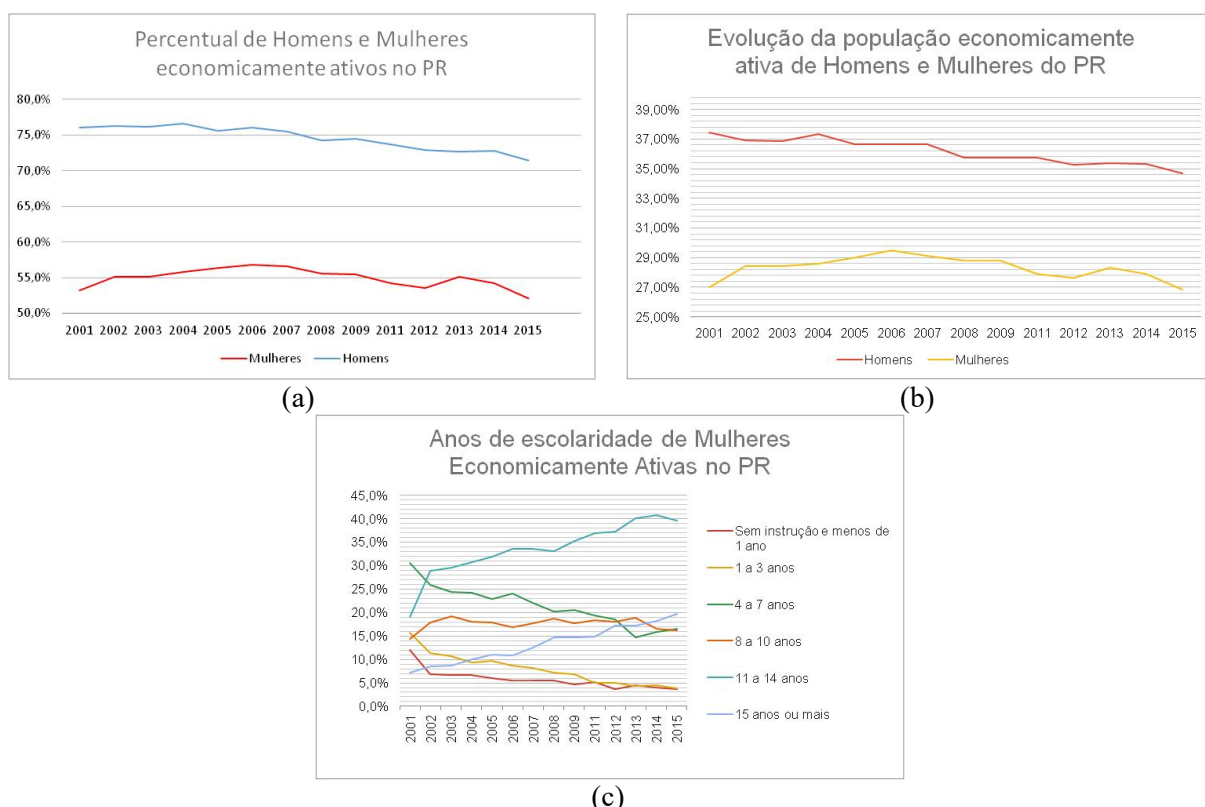 Percentual de Homens e Mulheres
economicamente ativos no PR
80,0%
75,0%
70,0%
65,0%
60,0%
55,0%
50,0%
2001 2002 2003 2004 2005 2006 2007 2008 2009 2011 2012 2013 2014 2015
Mulheres Homens
(a)
Evolução da população economicamente
ativa de Homens e Mulheres do PR
39,00%
37,00%
35,00%
33,00%
31,00%
29,00%
27,00%
25,00%
2001 2002 2003 2004 2005 2006 2007 2008 2009 2011 2012 2013 2014 2015
Homens Mulheres
(b)
Anos de escolaridade de Mulheres
Economicamente Ativas no PR
45,0%
40,0%
35,0%
30,0%
25,0%
20,0%
15,0%
10,0%
5,0%
0,0%
2001 2002 2003 2004 2005 2006 2007 2008 2009 2011 2012 2013 2014 2015
Sem instrução e menos de
1 ano
1 a 3 anos
4 a 7 anos
8 a 10 anos
11 a 14 anos
15 anos ou mais
(c)